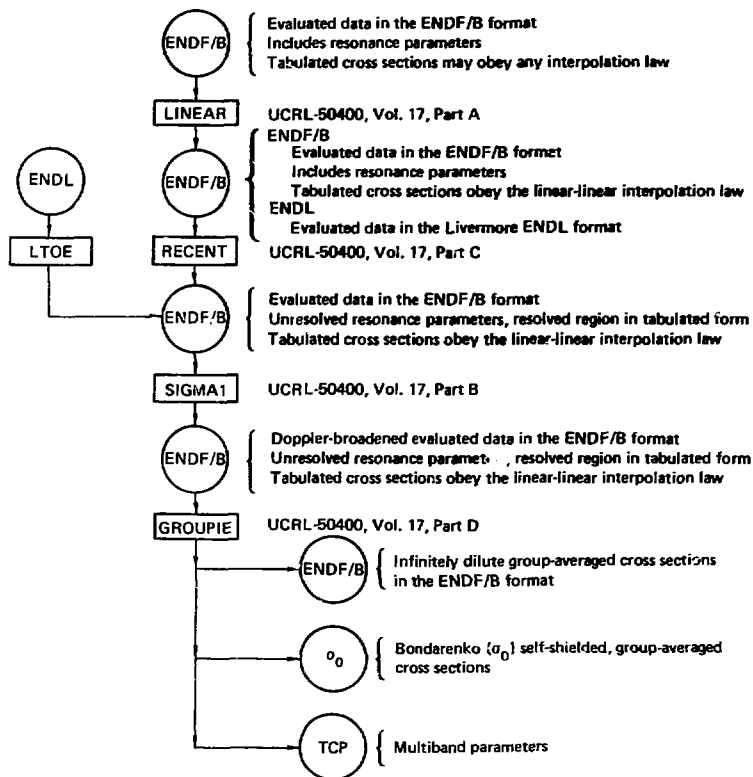 ENDF/B
Evaluated data in the ENDF/B format
Includes resonance parameters
Tabulated cross sections may obey any interpolation law
LINEAR
UCRL-50400, Vol. 17, Part A
ENDL
ENDF/B
ENDF/B
Evaluated data in the ENDF/B format
Includes resonance parameters
Tabulated cross sections obey the linear-linear interpolation law
ENDL
Evaluated data in the Livermore ENDL format
LTOE
RECENT
UCRL-50400, Vol. 17, Part C
ENDF/B
Evaluated data in the ENDF/B format
Unresolved resonance parameters, resolved region in tabulated form
Tabulated cross sections obey the linear-linear interpolation law
SIGMA1
UCRL-50400, Vol. 17, Part B
ENDF/B
Doppler-broadened evaluated data in the ENDF/B format
Unresolved resonance , resolved region in tabulated form
Tabulated cross sections obey the linear-linear interpolation law
GROUPIE
UCRL-50400, Vol. 17, Part D
ENDF/B
Infinitely dilute group-averaged cross sections
in the ENDF/B format
σ₀
Bondarenko {σ₀} self-shielded, group-averaged
cross sections
TCP
Multiband parameters